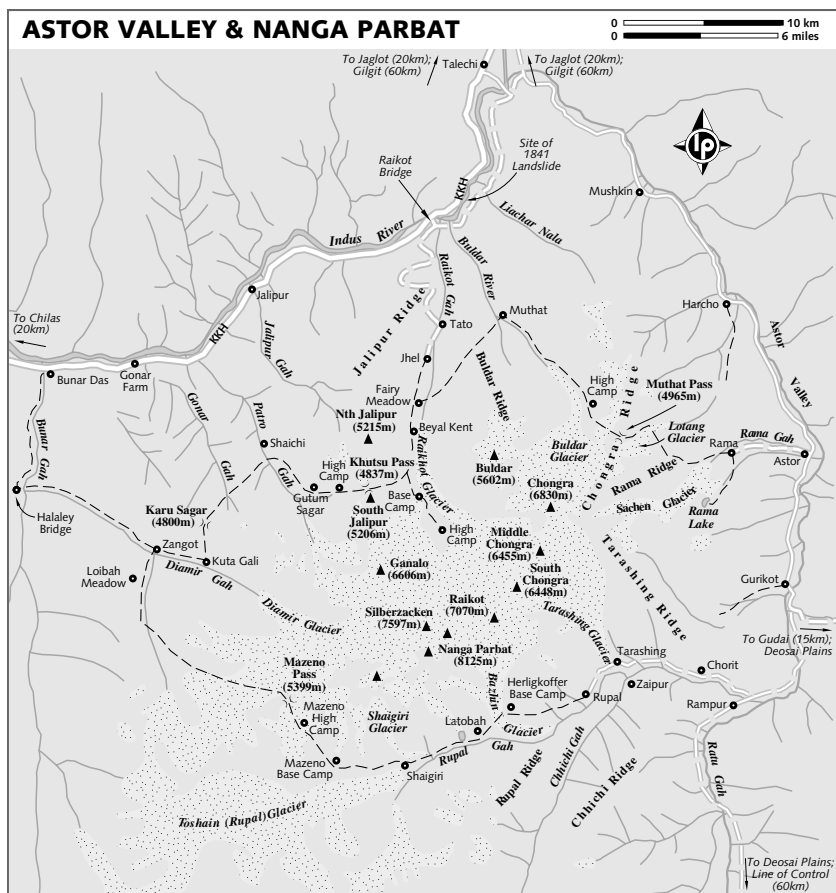 ASTOR VALLEY & NANGA PARBAT
0 10 km
0 6 miles
To Jaglot (20km);
Gilgit (60km)
Talechi
To Jaglot (20km);
Gilgit (60km)
lp
Site of
1841
Landslide
Raikot
Bridge
KKH
Mushkin
Liachar Nala
Indus River
Buldar River
Raikot Gah
Jalipur
Jalipur Ridge
Muthat
Harcho
To Chilas
(20km)
KKH
Jalipur Gah
Tato
Astor Valley
Jhel
Buldar Ridge
Bunar Das
Gonar
Farm
High
Camp
Muthat Pass
(4965m)
Fairy
Meadow
Gonar Gah
Patro Gah
Nth Jalipur
(5215m)
Beyal Kent
Chongra Ridge
Lotang
Glacier
Bunar Gah
Shaichi
Buldar
Glacier
Rama
Rama Gah
Khutsu Pass
(4837m)
Raikhot Glacier
Buldar
(5602m)
Rama Ridge
Astor
High
Camp
Chongra
(6830m)
Sachen Glacier
Gutum
Sagar
Base
Camp
Rama
Lake
Halaley
Bridge
Karu Sagar
(4800m)
South
Jalipur
(5206m)
High
Camp
Middle
Chongra
(6455m)
Zangot
Kuta Gali
Tarashing Ridge
Loibah
Meadow
Diamir Gah
Ganalo
(6606m)
South
Chongra
(6448m)
Gurikot
Diamir Glacier
Silberzacken
(7597m)
Raikot
(7070m)
Tarashing Glacier
To Gudai (15km);
Deosai Plains
Nanga Parbat
(8125m)
Tarashing
Mazeno
Pass
(5399m)
Chorit
Bazhin
Glacier
Herligkoffer
Base Camp
Zaipur
Rupal
Rampur
Mazeno
High
Camp
Shaigiri
Glacier
Latobah
Rupal Gah
Mazeno
Base Camp
Shaigiri
Rupal Ridge
Chhichi Gah
Chhichi Ridge
Ratu Gah
Toshain (Rupal)Glacier
To Deosai Plains;
Line of Control
(60km)